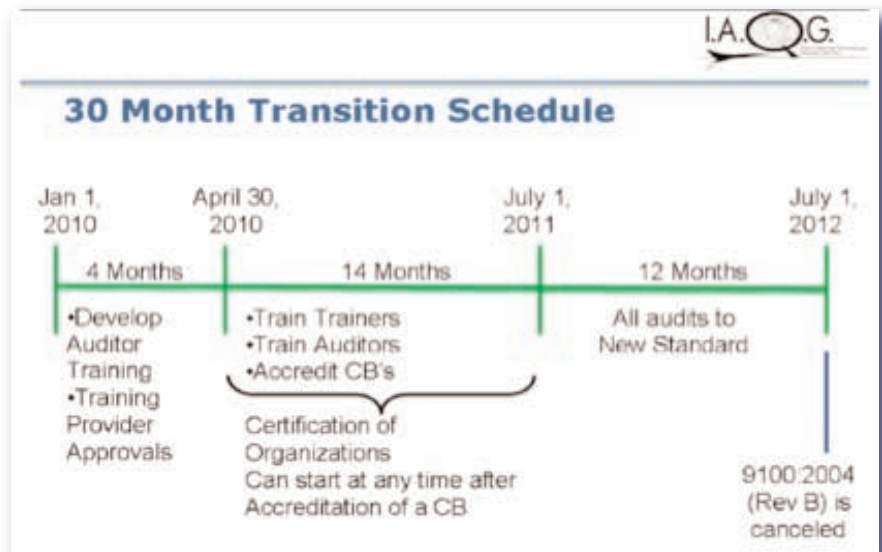 I.A.Q.G.
30 Month Transition Schedule
Jan 1,
2010
April 30,
2010
July 1,
2011
July 1,
2012
4 Months
14 Months
12 Months
•Develop
Auditor
Training
•Training
Provider
Approvals
•Train Trainers
•Train Auditors
•Accredit CB's
Certification of
Organizations
Can start at any time after
Accreditation of a CB
All audits to
New Standard
9100:2004
(Rev B) is
canceled